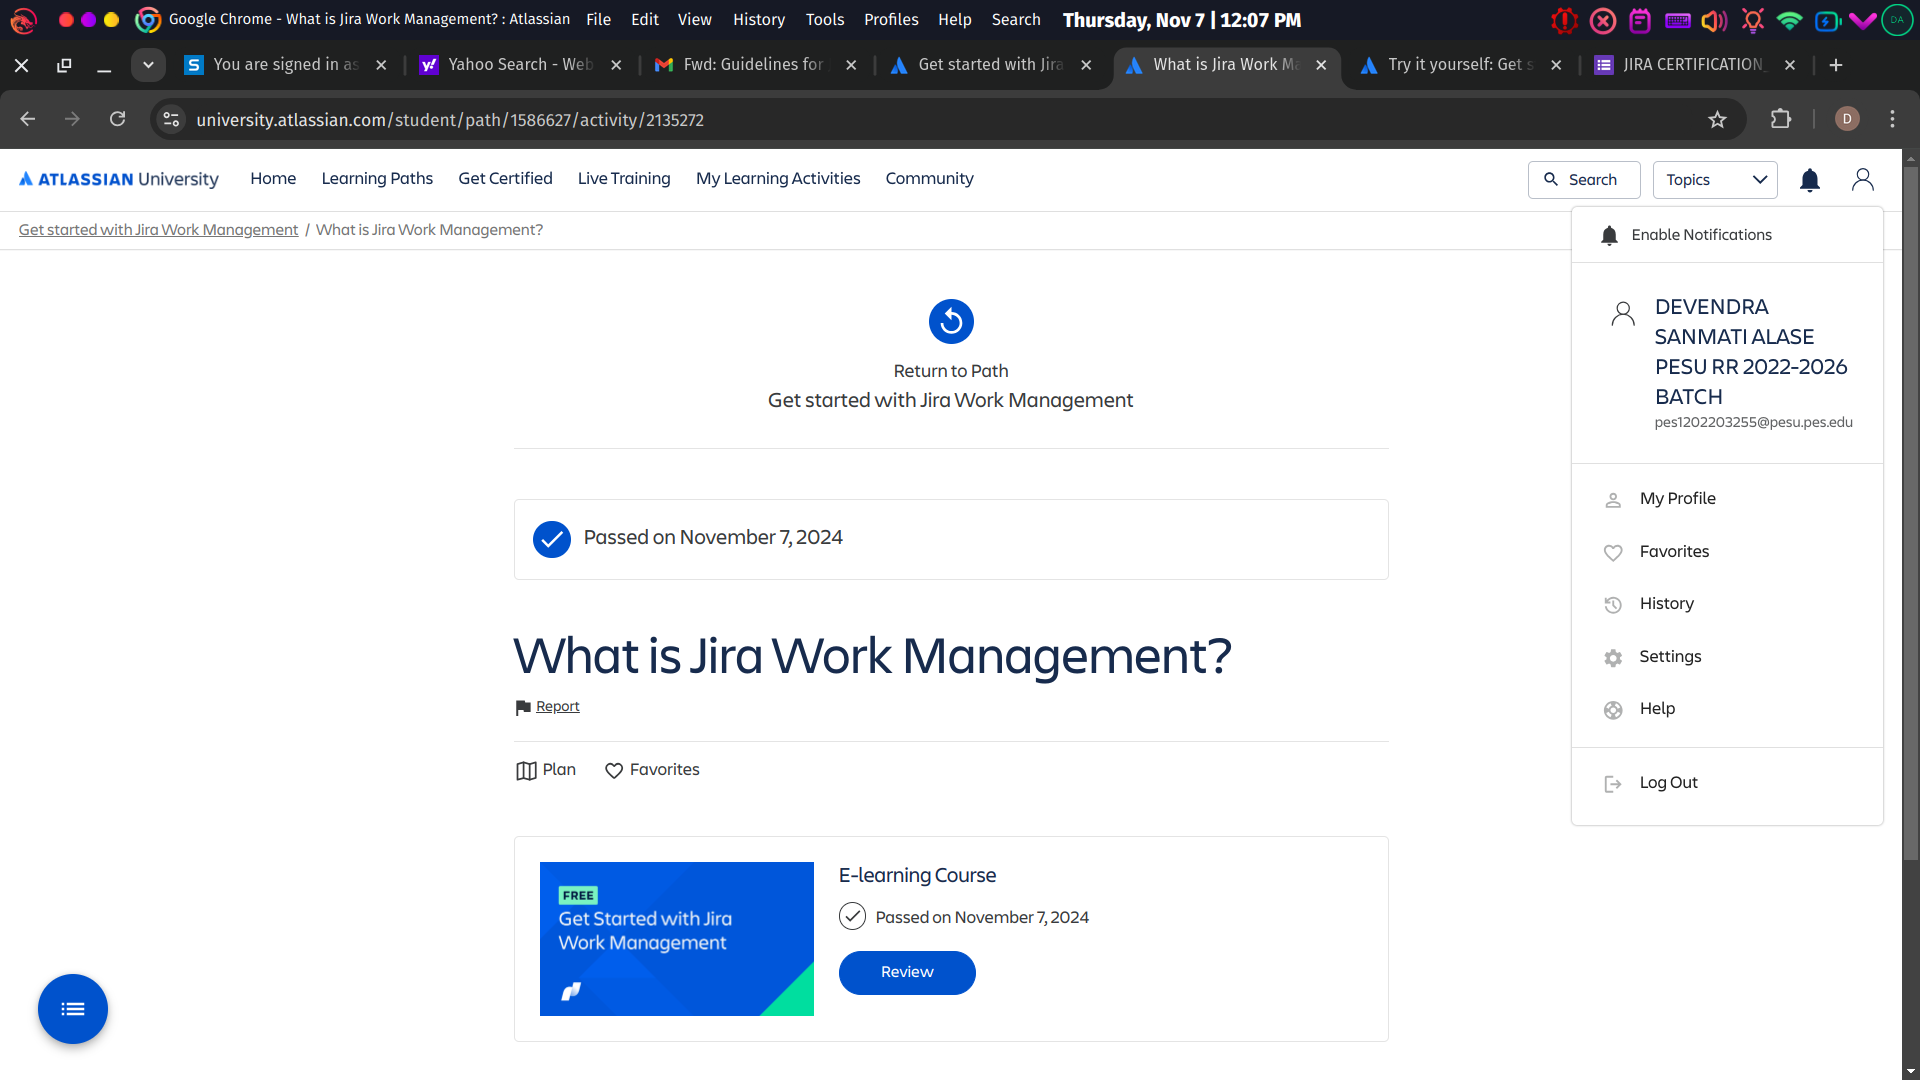 Google Chrome - What is Jira Work Management? : Atlassian File Edit View History Tools Profiles Help Search Thursday, Nov 7 | 12:07 PM DA
You are signed in as Yahoo Search - Web Fwd: Guidelines for Get started with Jira What is Jira Work Ma Try it yourself: Get s JIRA CERTIFICATION_
university.atlassian.com/student/path/1586627/activity/2135272 D
ATLASSIAN University Home Learning Paths Get Certified Live Training My Learning Activities Community Search Topics
Get started with Jira Work Management / What is Jira Work Management?
Enable Notifications
DEVENDRA
SANMATI ALASE
PESU RR 2022-2026
BATCH
pes1202203255@pesu.pes.edu
My Profile
Favorites
History
Settings
Help
Log Out
Return to Path
Get started with Jira Work Management
Passed on November 7, 2024
What is Jira Work Management?
Report
Plan Favorites
FREE
Get Started with Jira
Work Management
E-learning Course
Passed on November 7, 2024
Review